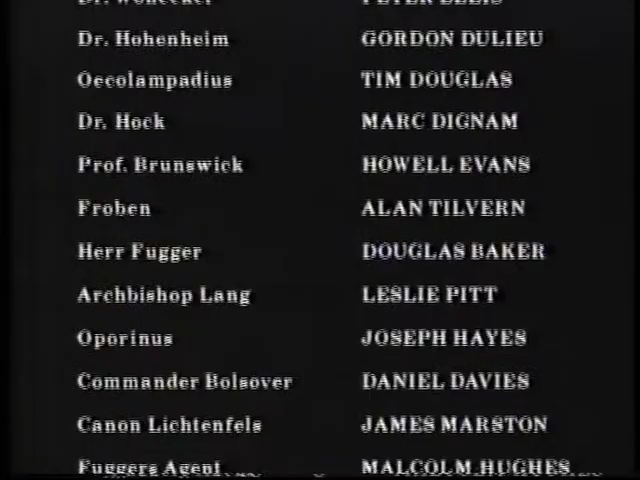 Dr. Hohenheim GORDON DULIEU
Oecolampadius TIM DOUGLAS
Dr. Hock MARC DIGNAM
Prof. Brunswick HOWELL EVANS
Froben ALAN TILVERN
Herr Fugger DOUGLAS BAKER
Archbishop Lang LESLIE PITT
Oporinus JOSEPH HAYES
Commander Bolsover DANIEL DAVIES
Canon Lichtenfels JAMES MARSTON
Fuggers Agent MALCOLM HUGHES